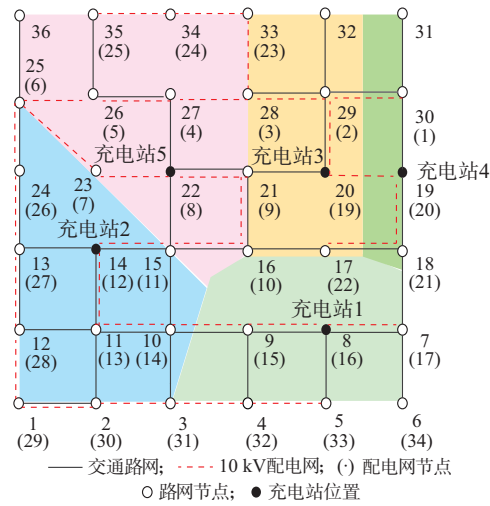 36 35 34 33 32 31
(25) (24) (23)
25
(6)
26 27 28 29 30
(5) (4) (3) (2) (1)
充电站5 充电站3 充电站4
24 23 22 21 20 19
(26) (7) (8) (9) (19) (20)
充电站2
13 14 15 16 17 18
(27) (12) (11) (10) (22) (21)
充电站1
12 11 10 9 8 7
(28) (13) (14) (15) (16) (17)
1 2 3 4 5 6
(29) (30) (31) (32) (33) (34)
交通路网; 10 kV配电网; (·) 配电网节点
路网节点; 充电站位置